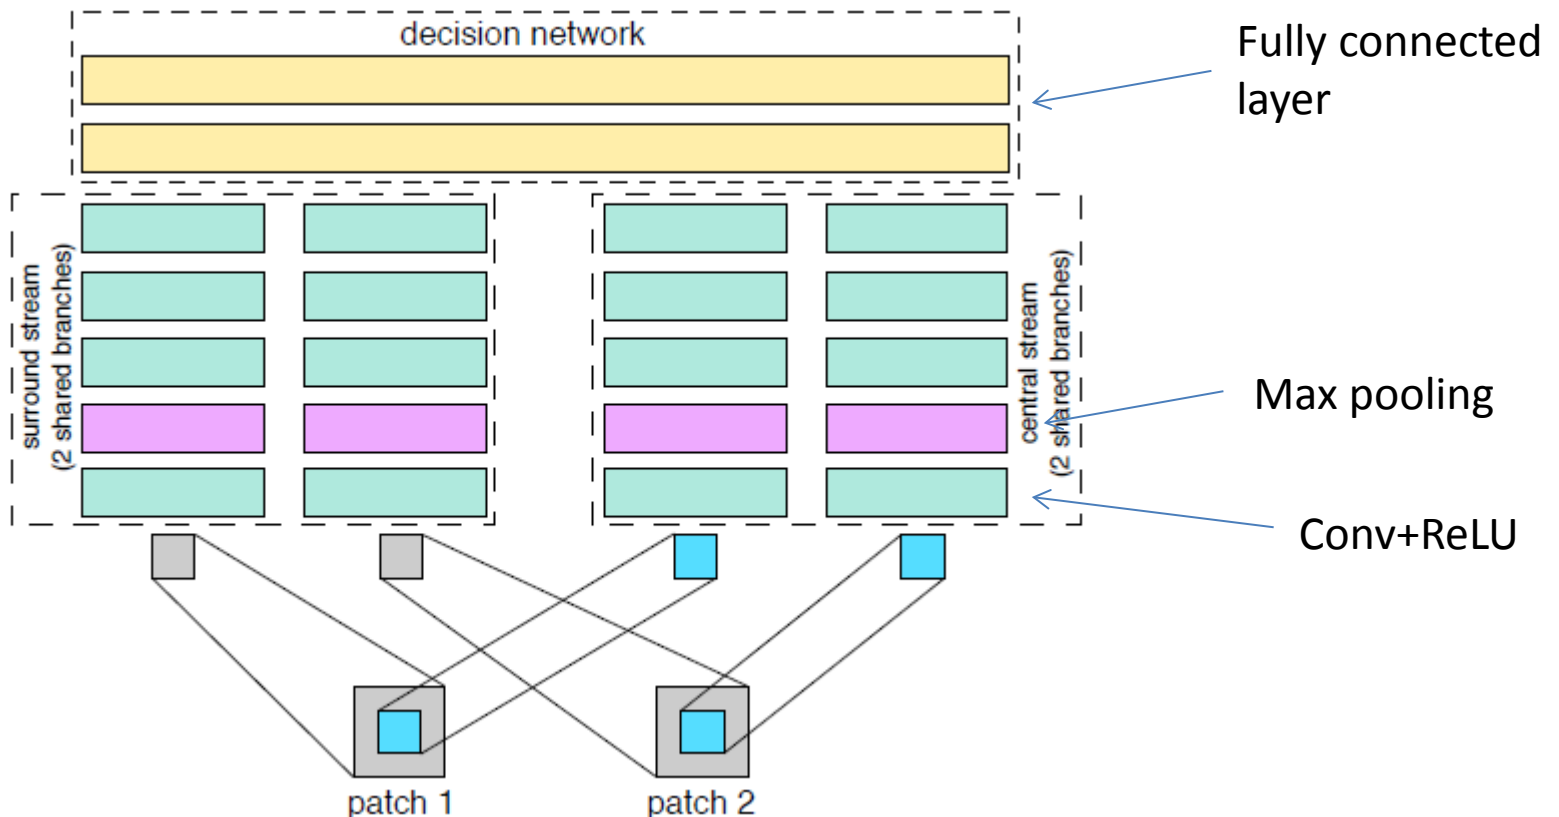 decision network
Fully connected
layer
surround stream
(2 shared branches)
central stream
(2 shared branches)
Max pooling
Conv+ReLU
patch 1
patch 2